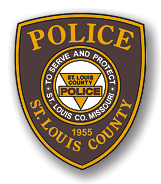 POLICE
• TO SERVE AND PROTECT •
ST. LOUIS
COUNTY
POLICE
ST. LOUIS CO. MISSOURI
1955
ST. LOUIS COUNTY